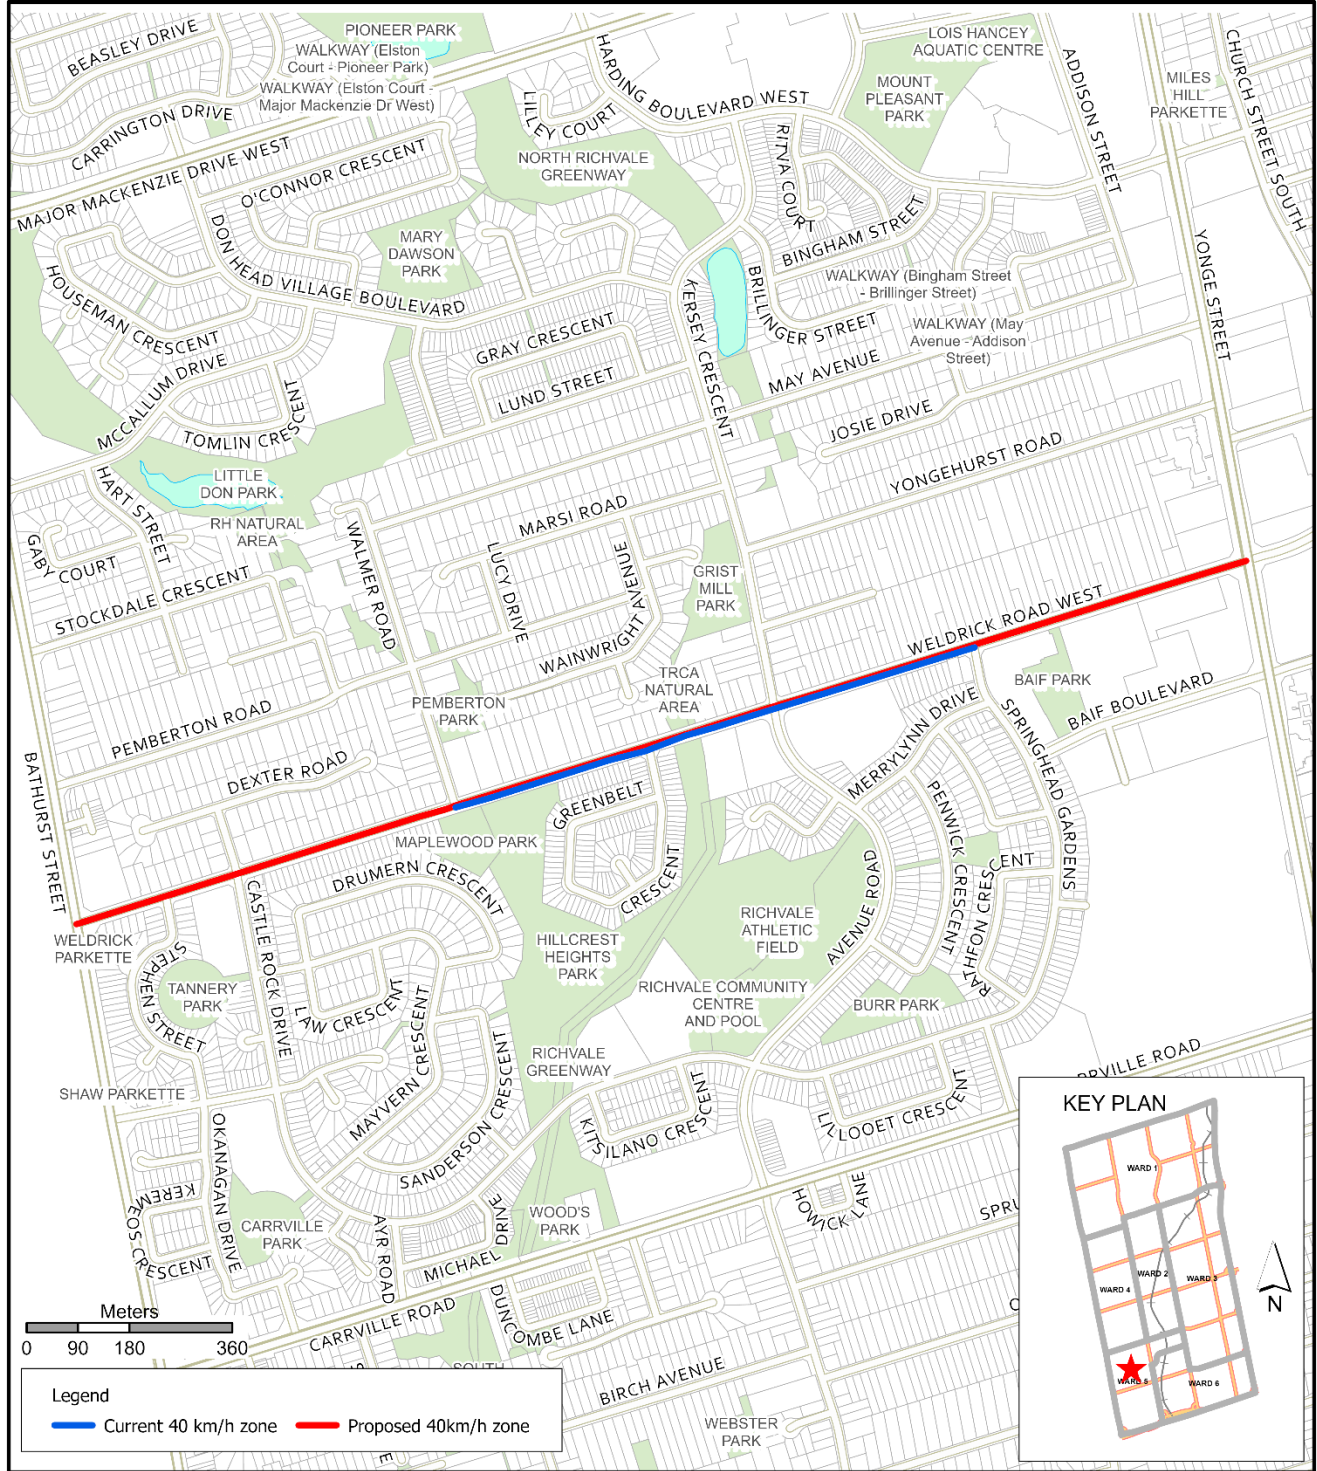 BEASLEY DRIVE
PIONEER PARK
WALKWAY (Elston
Court - Pioneer Park)
WALKWAY (Elston Court -
Major Mackenzie Dr West)
CARRINGTON DRIVE
MAJOR MACKENZIE DRIVE WEST
O'CONNOR CRESCENT
LILLEY COURT
HARDING BOULEVARD WEST
LOIS HANCEY
AQUATIC CENTRE
MOUNT
PLEASANT
PARK
ADDISON STREET
MILES
HILL
PARKETTE
CHURCH STREET SOUTH
NORTH RICHVALE
GREENWAY
RITVA COURT
BINGHAM STREET
MARY
DAWSON
PARK
DON HEAD VILLAGE BOULEVARD
HOUSEMAN CRESCENT
KERSEY CRESCENT
BRILLINGER STREET
WALKWAY (Bingham Street
- Brillinger Street)
WALKWAY (May
Avenue - Addison
Street)
YONGE STREET
GRAY CRESCENT
LUND STREET
MAY AVENUE
JOSIE DRIVE
YONGEHURST ROAD
MCCALLUM DRIVE
TOMLIN CRESCENT
HART STREET
LITTLE
DON PARK
RH NATURAL
AREA
GABY COURT
STOCKDALE CRESCENT
WALMER ROAD
MARSI ROAD
LUCY DRIVE
WAINWRIGHT AVENUE
GRIST
MILL
PARK
WELDRICK ROAD WEST
TRCA
NATURAL
AREA
PEMBERTON
PARK
PEMBERTON ROAD
DEXTER ROAD
BATHURST STREET
BAIF PARK
BAIF BOULEVARD
MERRYLYNN DRIVE
SPRINGHEAD GARDENS
PENWICK CRESCENT
RATHFON CRESCENT
GREENBELT
CRESCENT
MAPLEWOOD PARK
DRUMERN CRESCENT
AVENUE ROAD
WELDRICK
PARKETTE
STEPHEN STREET
TANNERY
PARK
CASTLE ROCK DRIVE
LAW CRESCENT
HILLCREST
HEIGHTS
PARK
RICHVALE
ATHLETIC
FIELD
RICHVALE COMMUNITY
CENTRE
AND POOL
BURR PARK
RICHVALE
GREENWAY
SHAW PARKETTE
MAYVERN CRESCENT
SANDERSON CRESCENT
KITSILANO CRESCENT
LILLOOET CRESCENT
RRVILLE ROAD
OKANAGAN DRIVE
KEREMEOS CRESCENT
CARRVILLE
PARK
AYR ROAD
MICHAEL DRIVE
WOOD'S
PARK
HOWICK LANE
SPRU
CARRVILLE ROAD
DUNCOMBE LANE
SOUTH
BIRCH AVENUE
WEBSTER
PARK
Meters
0 90 180 360
Legend
Current 40 km/h zone
Proposed 40km/h zone
KEY PLAN
WARD 1
WARD 2
WARD 3
WARD 4
WARD 5
WARD 6
N